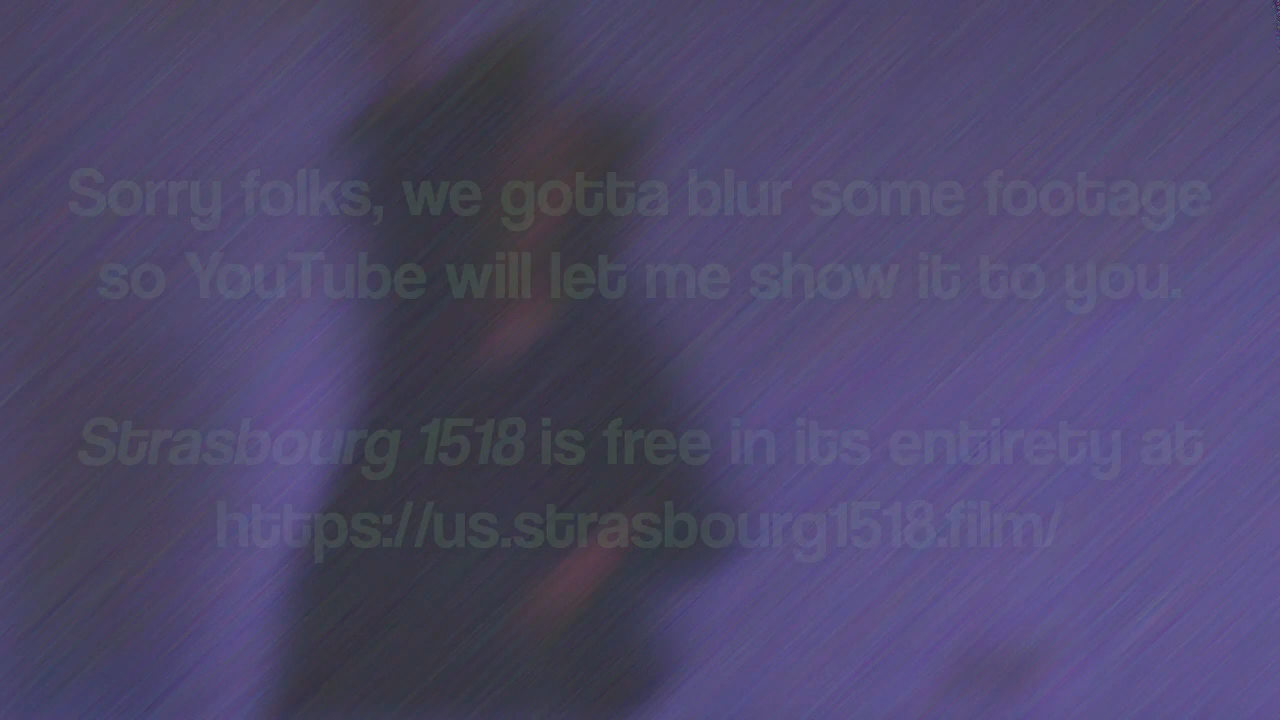 Sorry folks, we gotta blur some footage
so YouTube will let me show it to you.
Strasbourg 1518 is free in its entirety at
https://us.strasbourg1518.film/